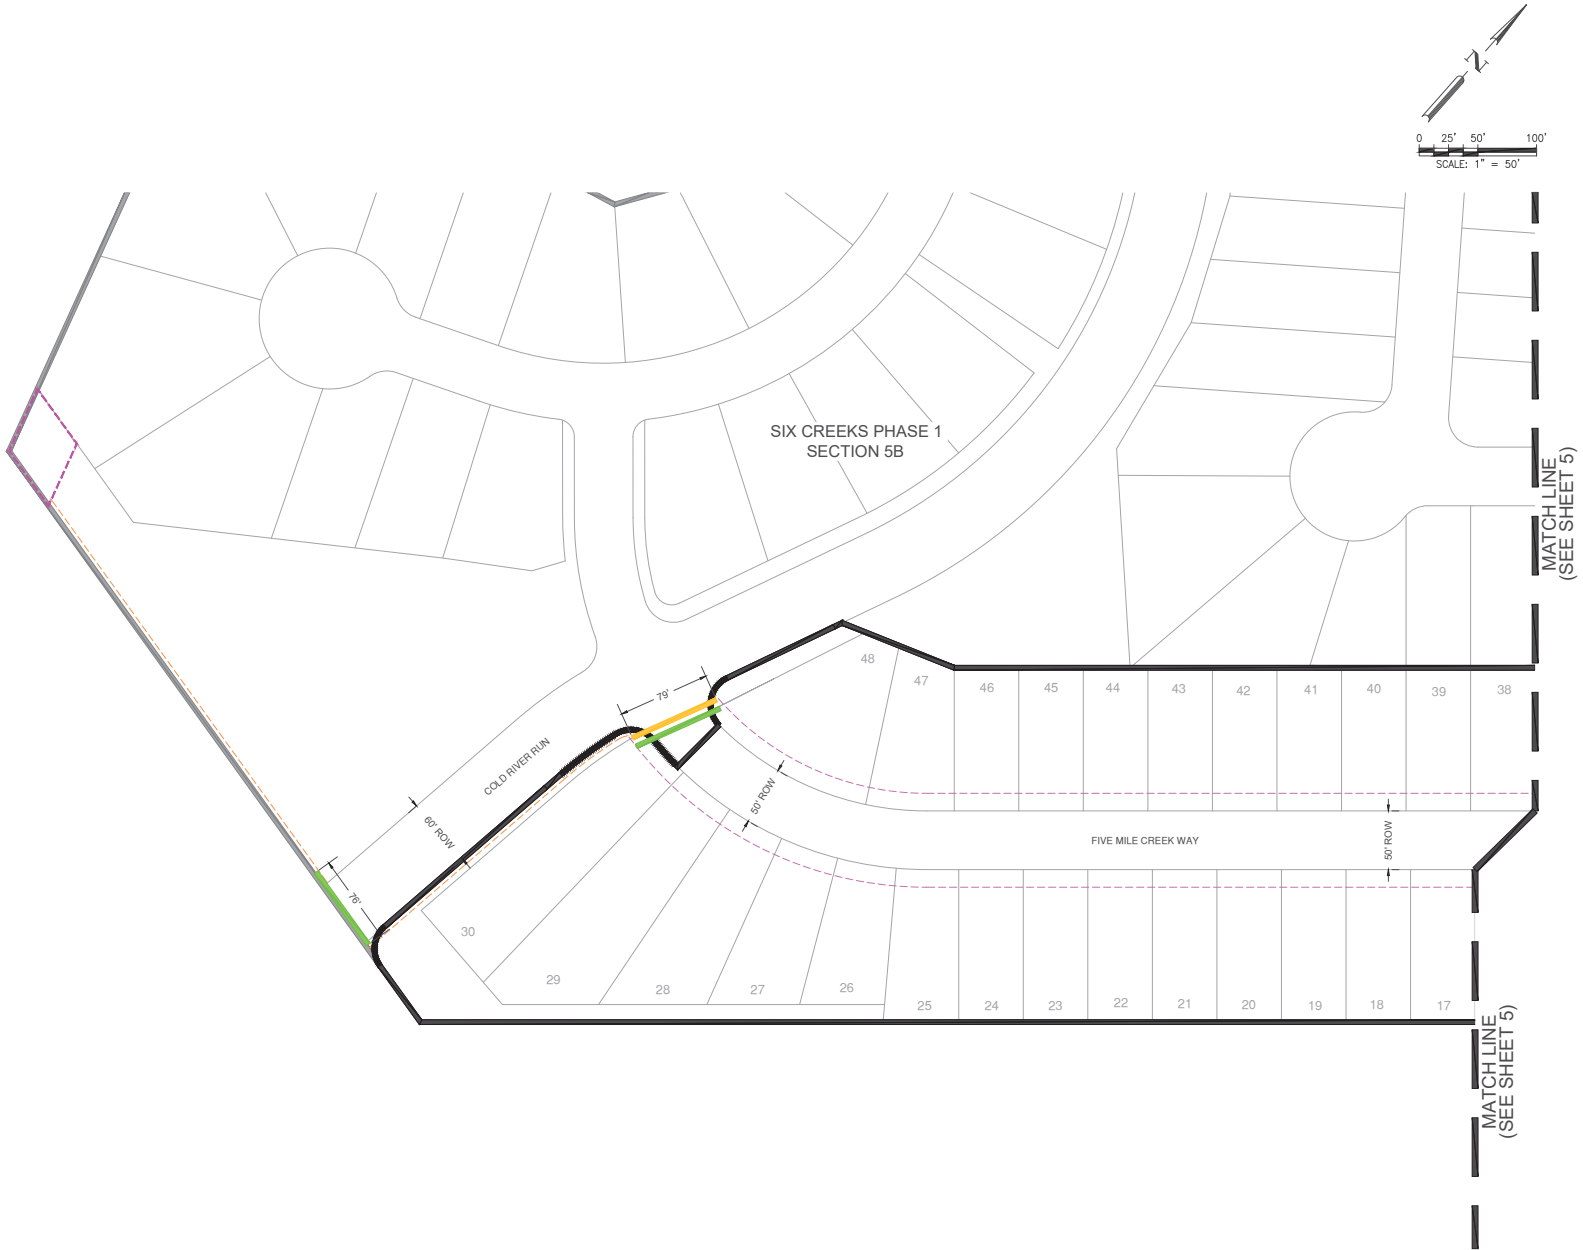 N
0 25' 50' 100'
SCALE: 1" = 50'
SIX CREEKS PHASE 1
SECTION 5B
MATCH LINE
(SEE SHEET 5)
48
47
46
45
44
43
42
41
40
39
38
79'
COLD RIVER RUN
60' ROW
50' ROW
FIVE MILE CREEK WAY
50' ROW
76'
30
29
28
27
26
25
24
23
22
21
20
19
18
17
MATCH LINE
(SEE SHEET 5)